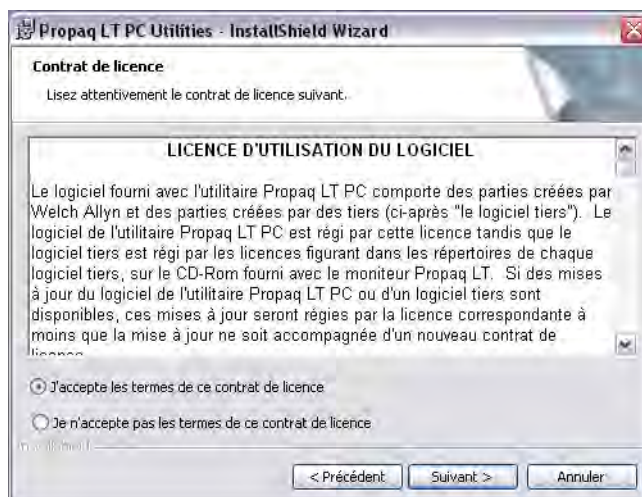 Propaq LT PC Utilities - InstallShield Wizard
Contrat de licence
Lisez attentivement le contrat de licence suivant.
LICENCE D'UTILISATION DU LOGICIEL
Le logiciel fourni avec l'utilitaire Propaq LT PC comporte des parties créées par
Welch Allyn et des parties créées par des tiers (ci-après "le logiciel tiers"). Le
logiciel de l'utilitaire Propaq LT PC est régi par cette licence tandis que le
logiciel tiers est régi par les licences figurant dans les répertoires de chaque
logiciel tiers, sur le CD-Rom fourni avec le moniteur Propaq LT. Si des mises
à jour du logiciel de l'utilitaire Propaq LT PC ou d'un logiciel tiers sont
disponibles, ces mises à jour seront régies par la licence correspondante à
moins que la mise à jour ne soit accompagnée d'un nouveau contrat de
licence
J'accepte les termes de ce contrat de licence
Je n'accepte pas les termes de ce contrat de licence
< Précédent
Suivant >
Annuler